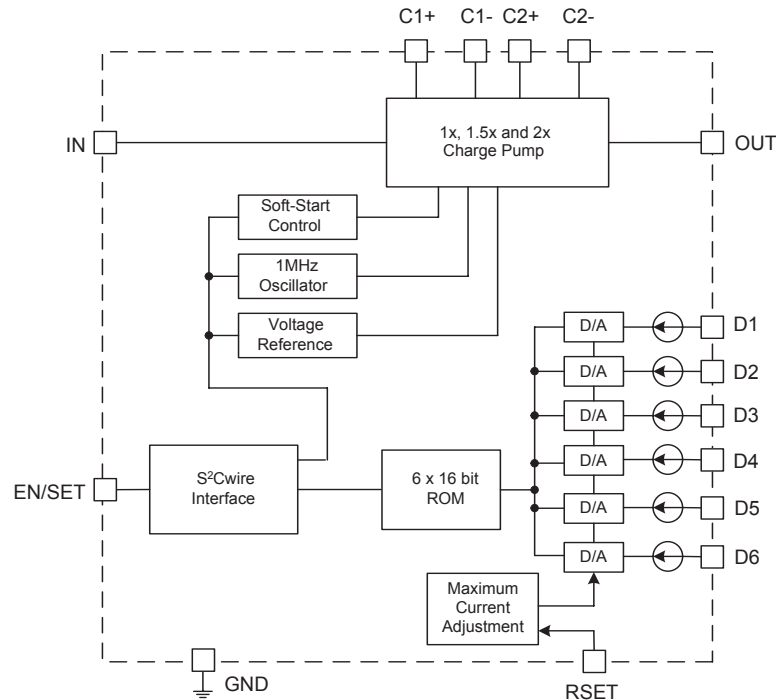 C1+ C1- C2+ C2-
IN
1x, 1.5x and 2x
Charge Pump
OUT
Soft-Start
Control
1MHz
Oscillator
Voltage
Reference
D/A D1
D/A D2
D/A D3
D/A D4
D/A D5
D/A D6
EN/SET
S²Cwire
Interface
6 x 16 bit
ROM
Maximum
Current
Adjustment
GND
RSET